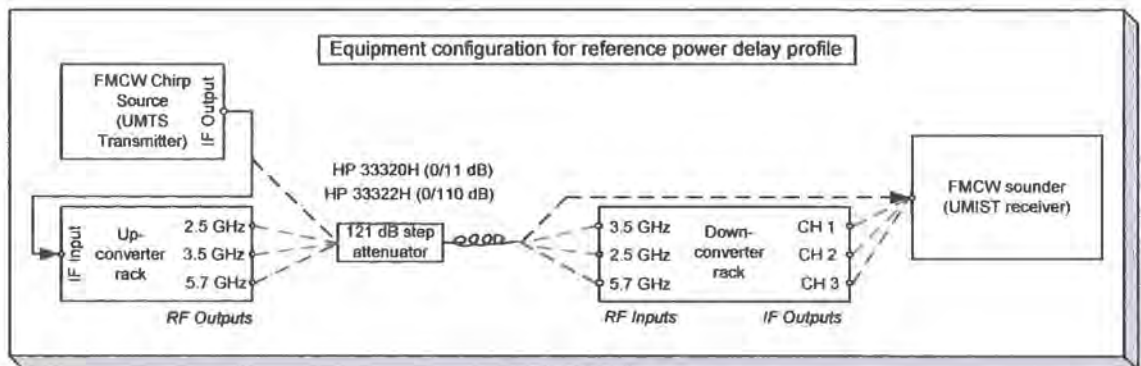 Equipment configuration for reference power delay profile
FMCW Chirp
Source
(UMTS
Transmitter)
IF Output
HP 33320H (0/11 dB)
HP 33322H (0/110 dB)
IF Input
Up-
converter
rack
2.5 GHz
3.5 GHz
5.7 GHz
RF Outputs
121 dB step
attenuator
3.5 GHz
2.5 GHz
5.7 GHz
RF Inputs
Down-
converter
rack
CH 1
CH 2
CH 3
IF Outputs
FMCW sounder
(UMIST receiver)